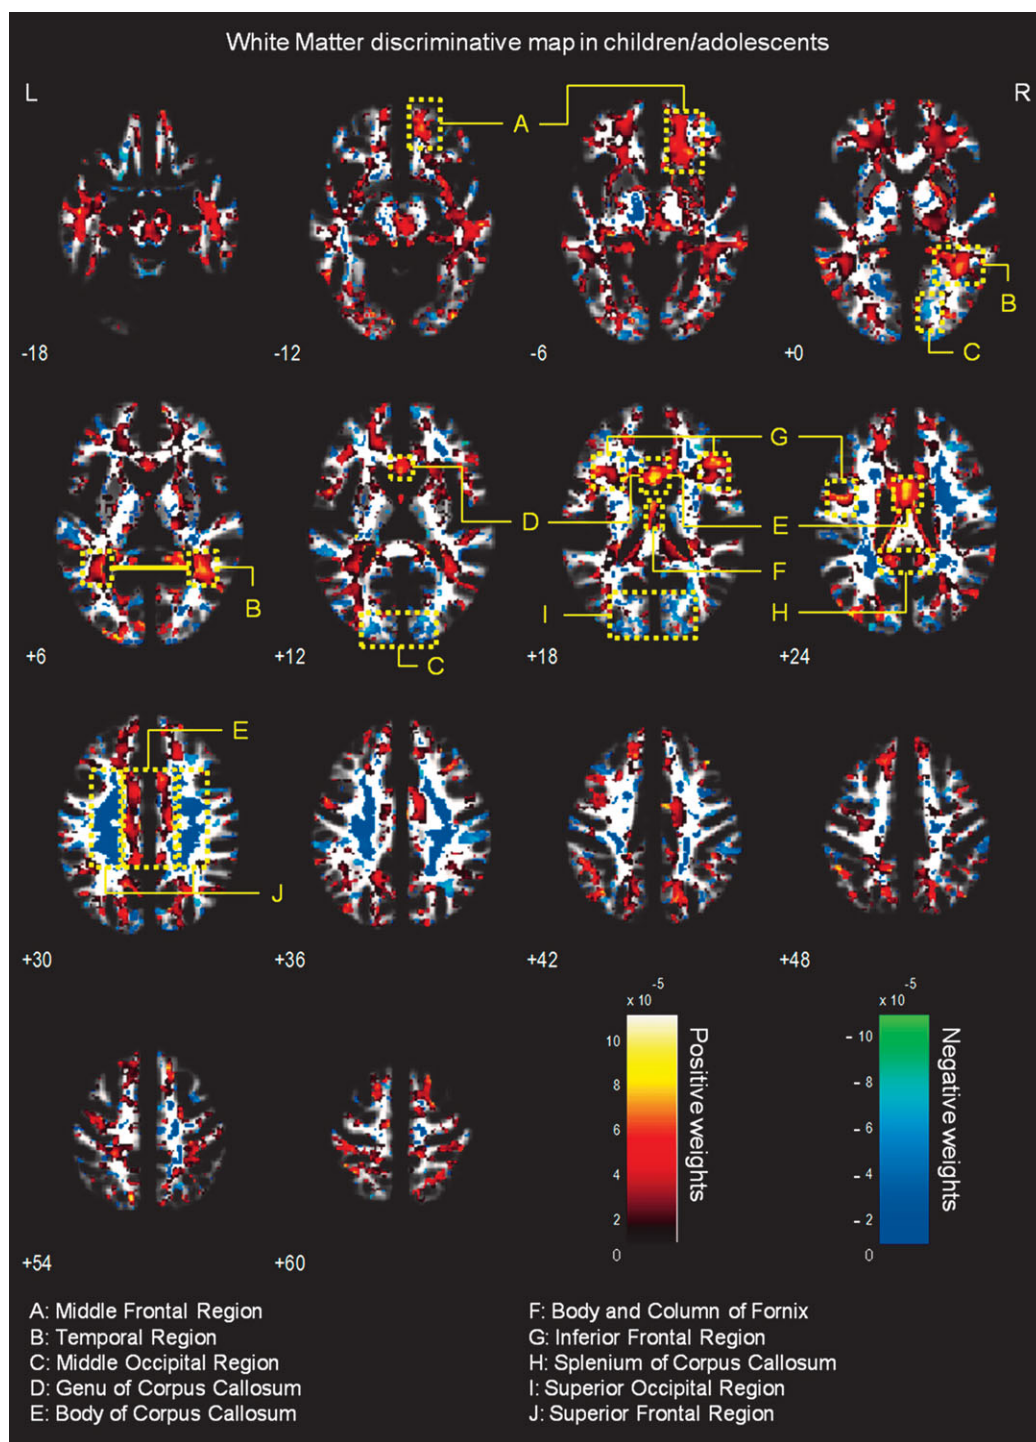 White Matter discriminative map in children/adolescents
L
R
A
B
C
-18
-12
-6
+0
G
D
E
F
B
I
H
C
+6
+12
+18
+24
E
J
+30
+36
+42
+48
x 10 -5
10
8
6
4
2
0
Positive weights
x 10 -5
- 10
- 8
- 6
- 4
- 2
0
Negative weights
+54
+60
A: Middle Frontal Region
B: Temporal Region
C: Middle Occipital Region
D: Genu of Corpus Callosum
E: Body of Corpus Callosum
F: Body and Column of Fornix
G: Inferior Frontal Region
H: Splenium of Corpus Callosum
I: Superior Occipital Region
J: Superior Frontal Region